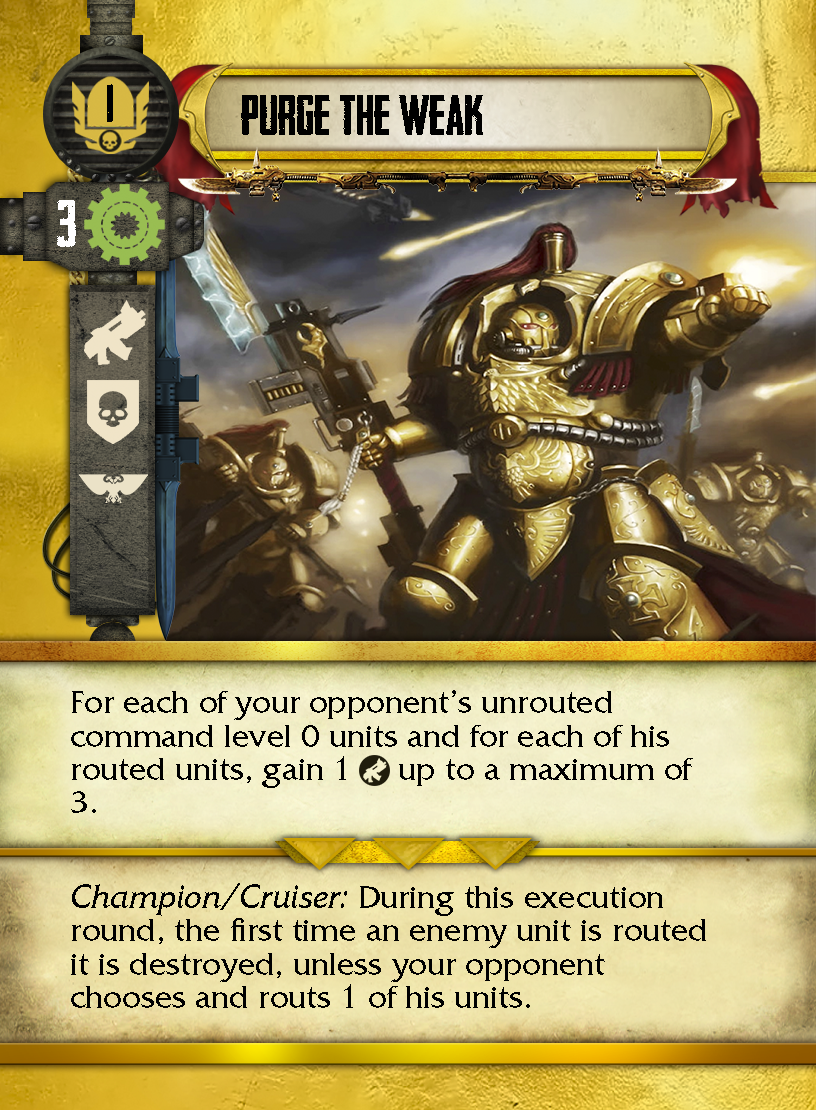 I
PURGE THE WEAK
3
For each of your opponent's unrouted
command level 0 units and for each of his
routed units, gain 1 up to a maximum of
3.
Champion/Cruiser: During this execution
round, the first time an enemy unit is routed
it is destroyed, unless your opponent
chooses and routs 1 of his units.